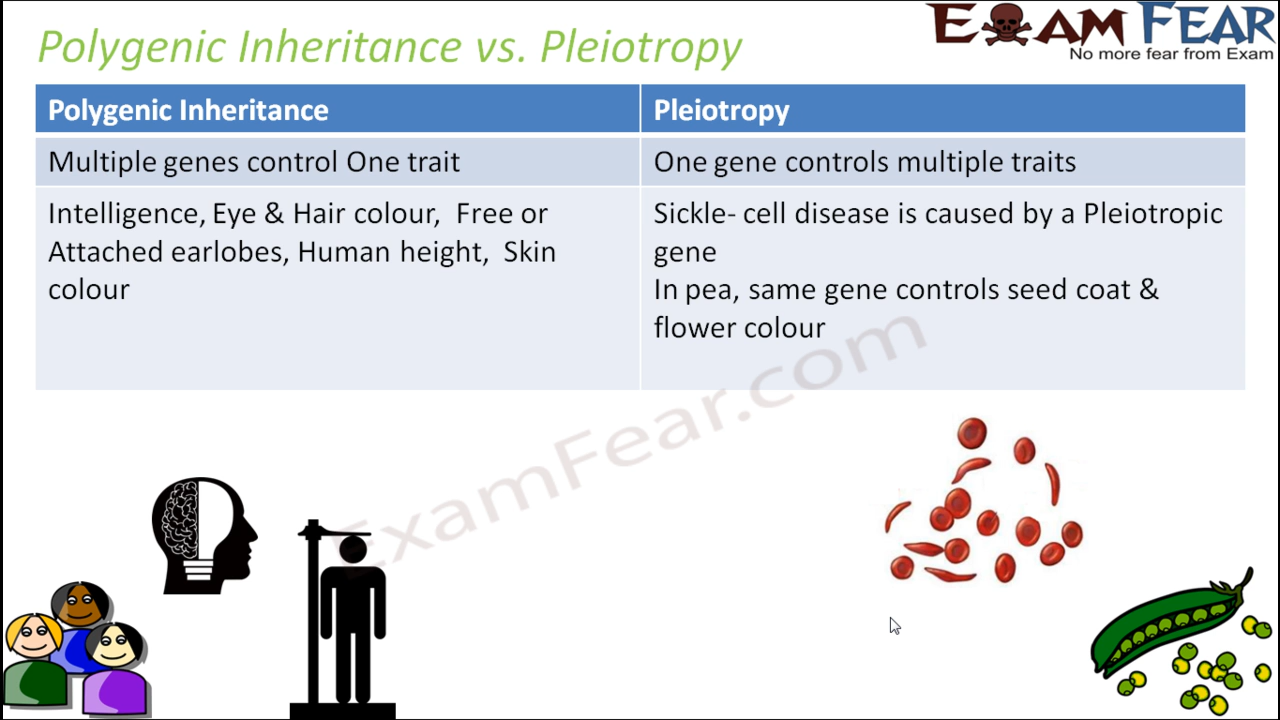 Polygenic Inheritance vs. Pleiotropy
EXAM FEAR
No more fear from Exam
Polygenic Inheritance
Pleiotropy
Multiple genes control One trait
One gene controls multiple traits
Intelligence, Eye & Hair colour, Free or
Attached earlobes, Human height, Skin
colour
Sickle- cell disease is caused by a Pleiotropic
gene
In pea, same gene controls seed coat &
flower colour
ExamFear.com